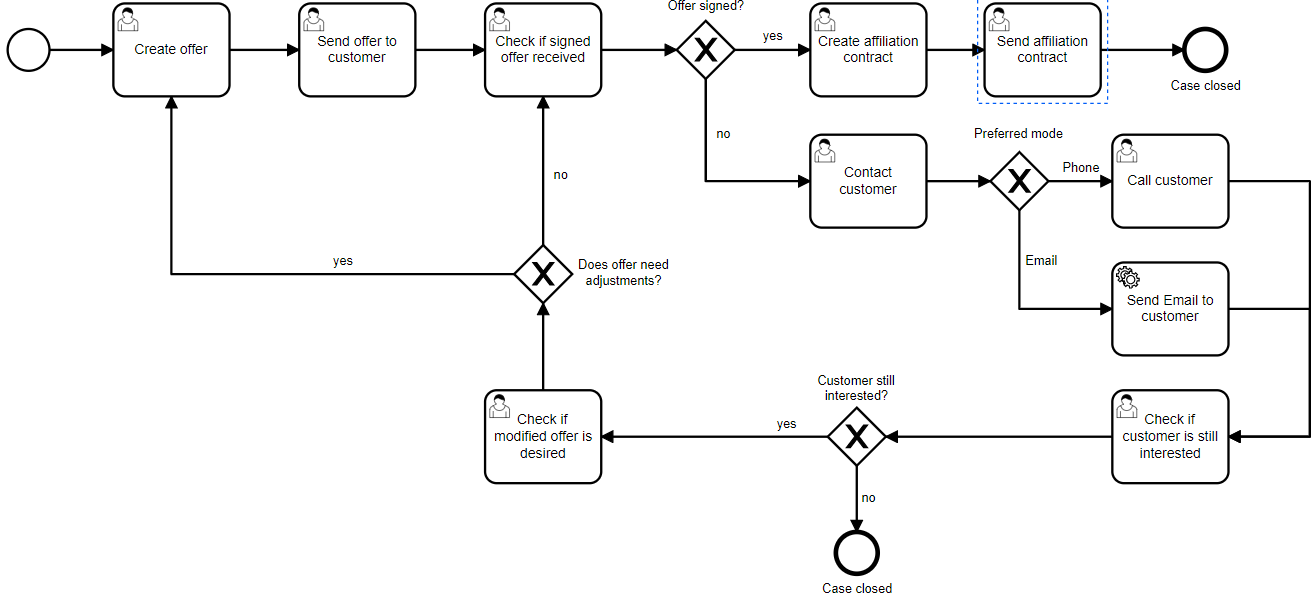 Offer signed?
Create offer
Send offer to
customer
Check if signed
offer received
yes
Create affiliation
contract
Send affiliation
contract
Case closed
no
Contact
customer
Preferred mode
Phone
Call customer
no
yes
Does offer need
adjustments?
Email
Send Email to
customer
Customer still
interested?
Check if
modified offer is
desired
yes
Check if
customer is still
interested
no
Case closed